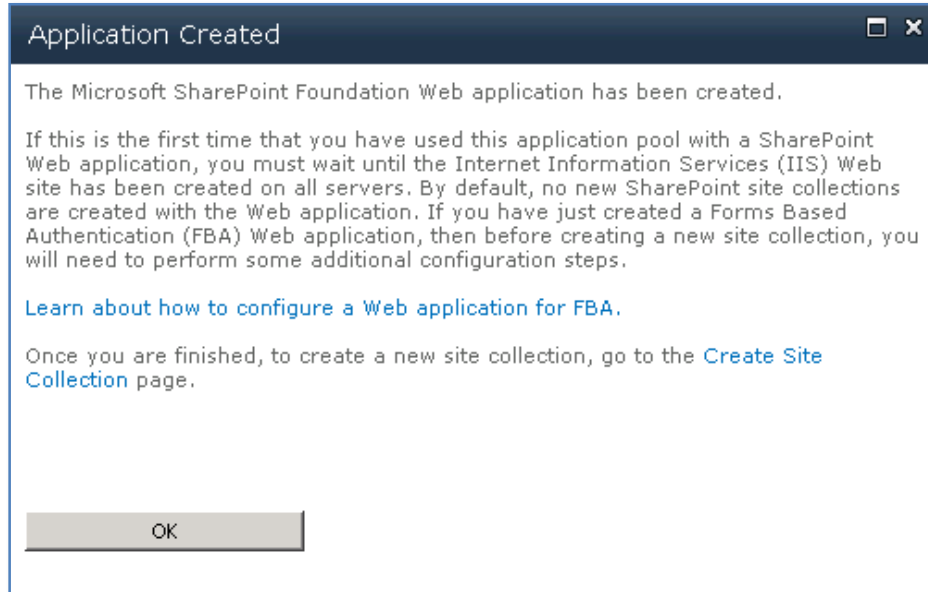 Application Created
The Microsoft SharePoint Foundation Web application has been created.
If this is the first time that you have used this application pool with a SharePoint
Web application, you must wait until the Internet Information Services (IIS) Web
site has been created on all servers. By default, no new SharePoint site collections
are created with the Web application. If you have just created a Forms Based
Authentication (FBA) Web application, then before creating a new site collection, you
will need to perform some additional configuration steps.
Learn about how to configure a Web application for FBA.
Once you are finished, to create a new site collection, go to the Create Site
Collection page.
OK